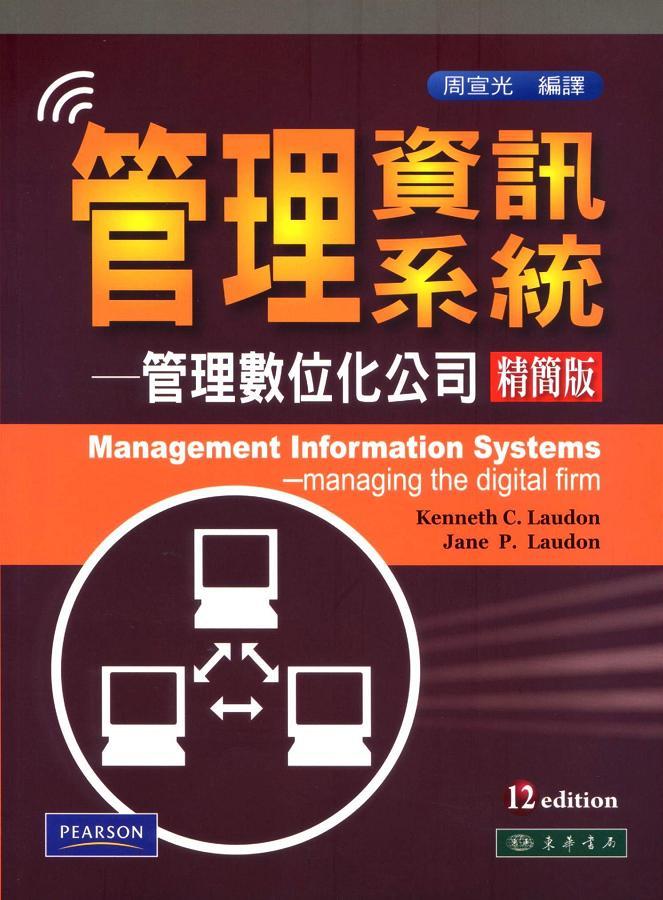 周宣光 編譯
管理資訊系統
—管理數位化公司 精簡版
Management Information Systems
—managing the digital firm
Kenneth C. Laudon
Jane P. Laudon
12 edition
PEARSON
東華書局